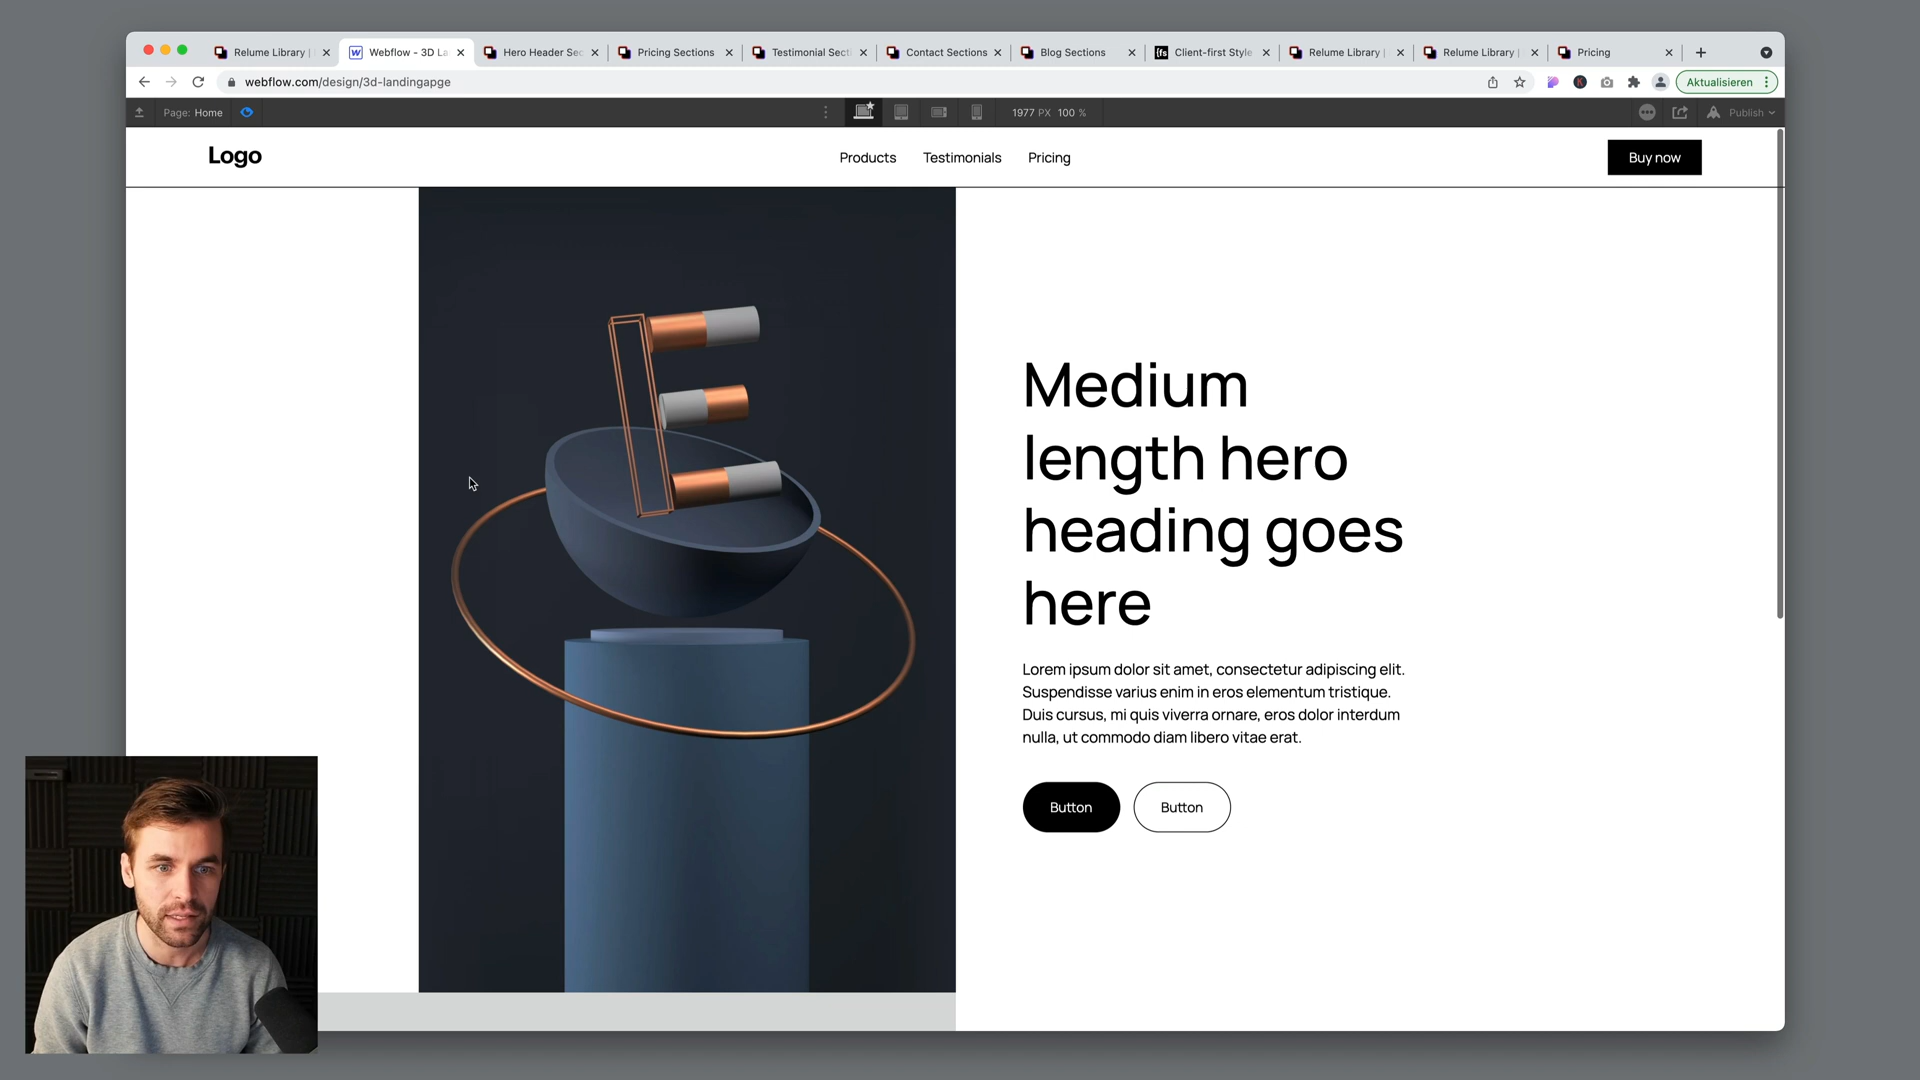 Relume Library |
Webflow - 3D La
Hero Header Sec
Pricing Sections
Testimonial Secti
Contact Sections
Blog Sections
Client-first Style
Relume Library |
Relume Library |
Pricing
webflow.com/design/3d-landingapge
Aktualisieren
Page: Home
1977 PX 100 %
Publish
Logo
Products
Testimonials
Pricing
Buy now
Medium
length hero
heading goes
here
Lorem ipsum dolor sit amet, consectetur adipiscing elit.
Suspendisse varius enim in eros elementum tristique.
Duis cursus, mi quis viverra ornare, eros dolor interdum
nulla, ut commodo diam libero vitae erat.
Button
Button